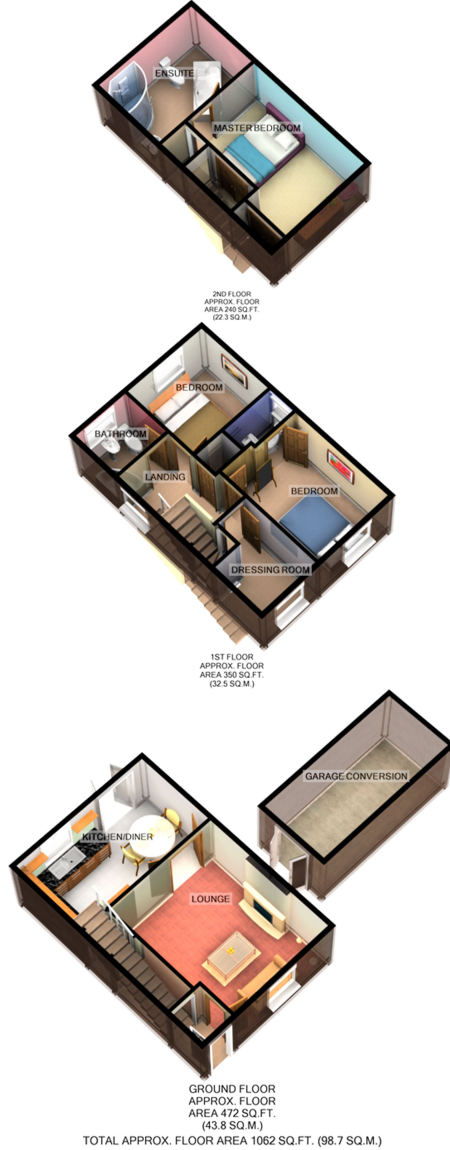 ENSUITE
MASTER BEDROOM
2ND FLOOR
APPROX. FLOOR
AREA 240 SQ.FT.
(22.3 SQ.M.)
BEDROOM
BATHROOM
LANDING
BEDROOM
DRESSING ROOM
1ST FLOOR
APPROX. FLOOR
AREA 350 SQ.FT.
(32.5 SQ.M.)
GARAGE CONVERSION
KITCHEN/DINER
LOUNGE
GROUND FLOOR
APPROX. FLOOR
AREA 472 SQ.FT.
(43.8 SQ.M.)
TOTAL APPROX. FLOOR AREA 1062 SQ.FT. (98.7 SQ.M.)